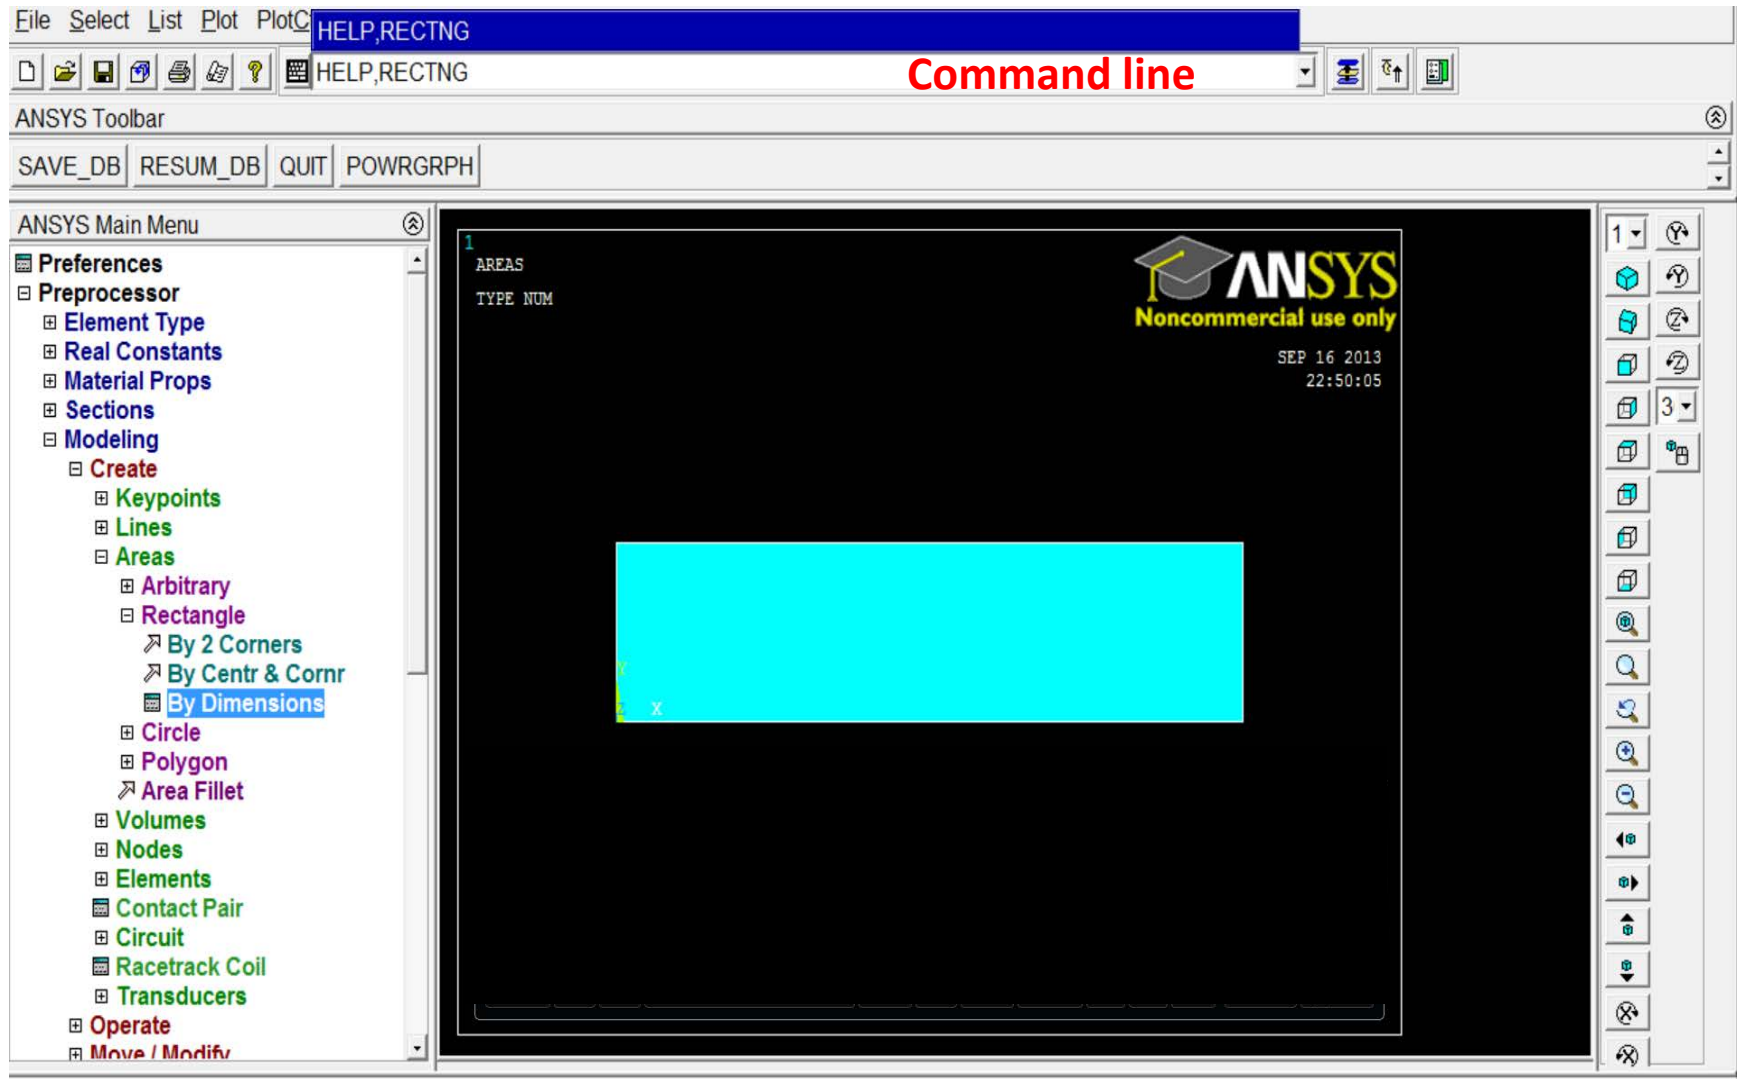 File Select List Plot PlotC
HELP,RECTNG
HELP,RECTNG
Command line
ANSYS Toolbar
SAVE_DB RESUM_DB QUIT POWRGRPH
ANSYS Main Menu
Preferences
Preprocessor
Element Type
Real Constants
Material Props
Sections
Modeling
Create
Keypoints
Lines
Areas
Arbitrary
Rectangle
By 2 Corners
By Centr & Cornr
By Dimensions
Circle
Polygon
Area Fillet
Volumes
Nodes
Elements
Contact Pair
Circuit
Racetrack Coil
Transducers
Operate
Move / Modify
1
AREAS
TYPE NUM
ANSYS
Noncommercial use only
SEP 16 2013
22:50:05
Y
Z X
1
Y
Y
Z
Z
3
X
X